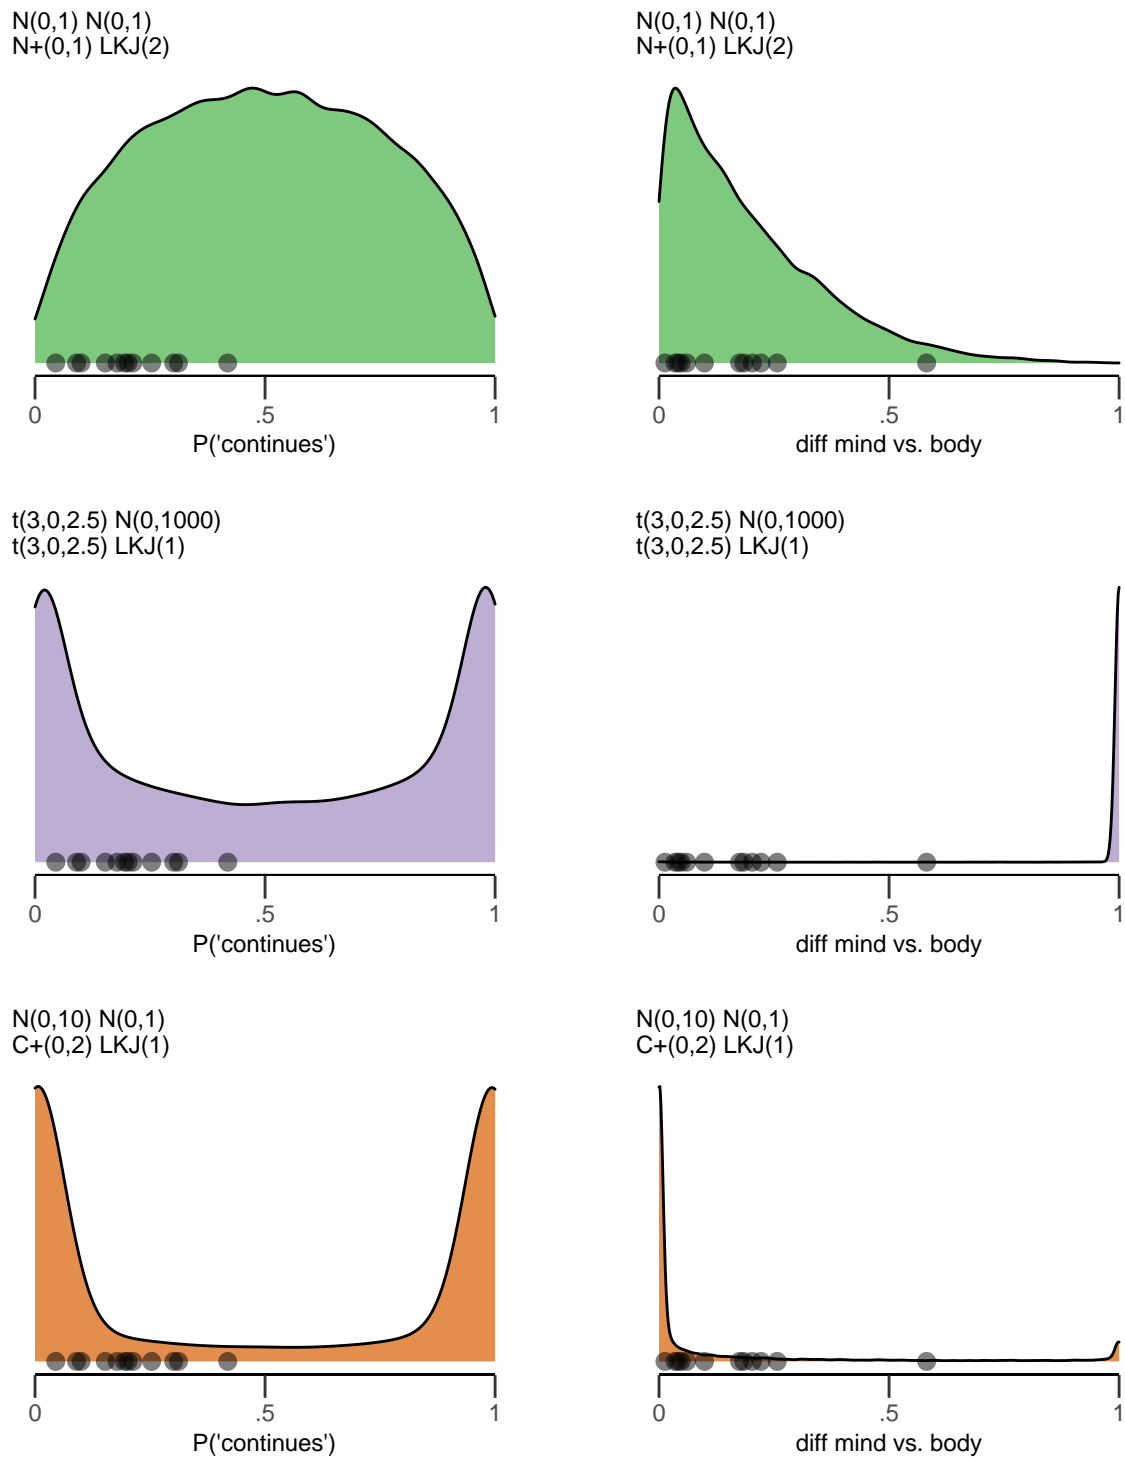 N(0,1) N(0,1)
N+(0,1) LKJ(2)
0 .5 1
P('continues')
N(0,1) N(0,1)
N+(0,1) LKJ(2)
0 .5 1
diff mind vs. body
t(3,0,2.5) N(0,1000)
t(3,0,2.5) LKJ(1)
0 .5 1
P('continues')
t(3,0,2.5) N(0,1000)
t(3,0,2.5) LKJ(1)
0 .5 1
diff mind vs. body
N(0,10) N(0,1)
C+(0,2) LKJ(1)
0 .5 1
P('continues')
N(0,10) N(0,1)
C+(0,2) LKJ(1)
0 .5 1
diff mind vs. body